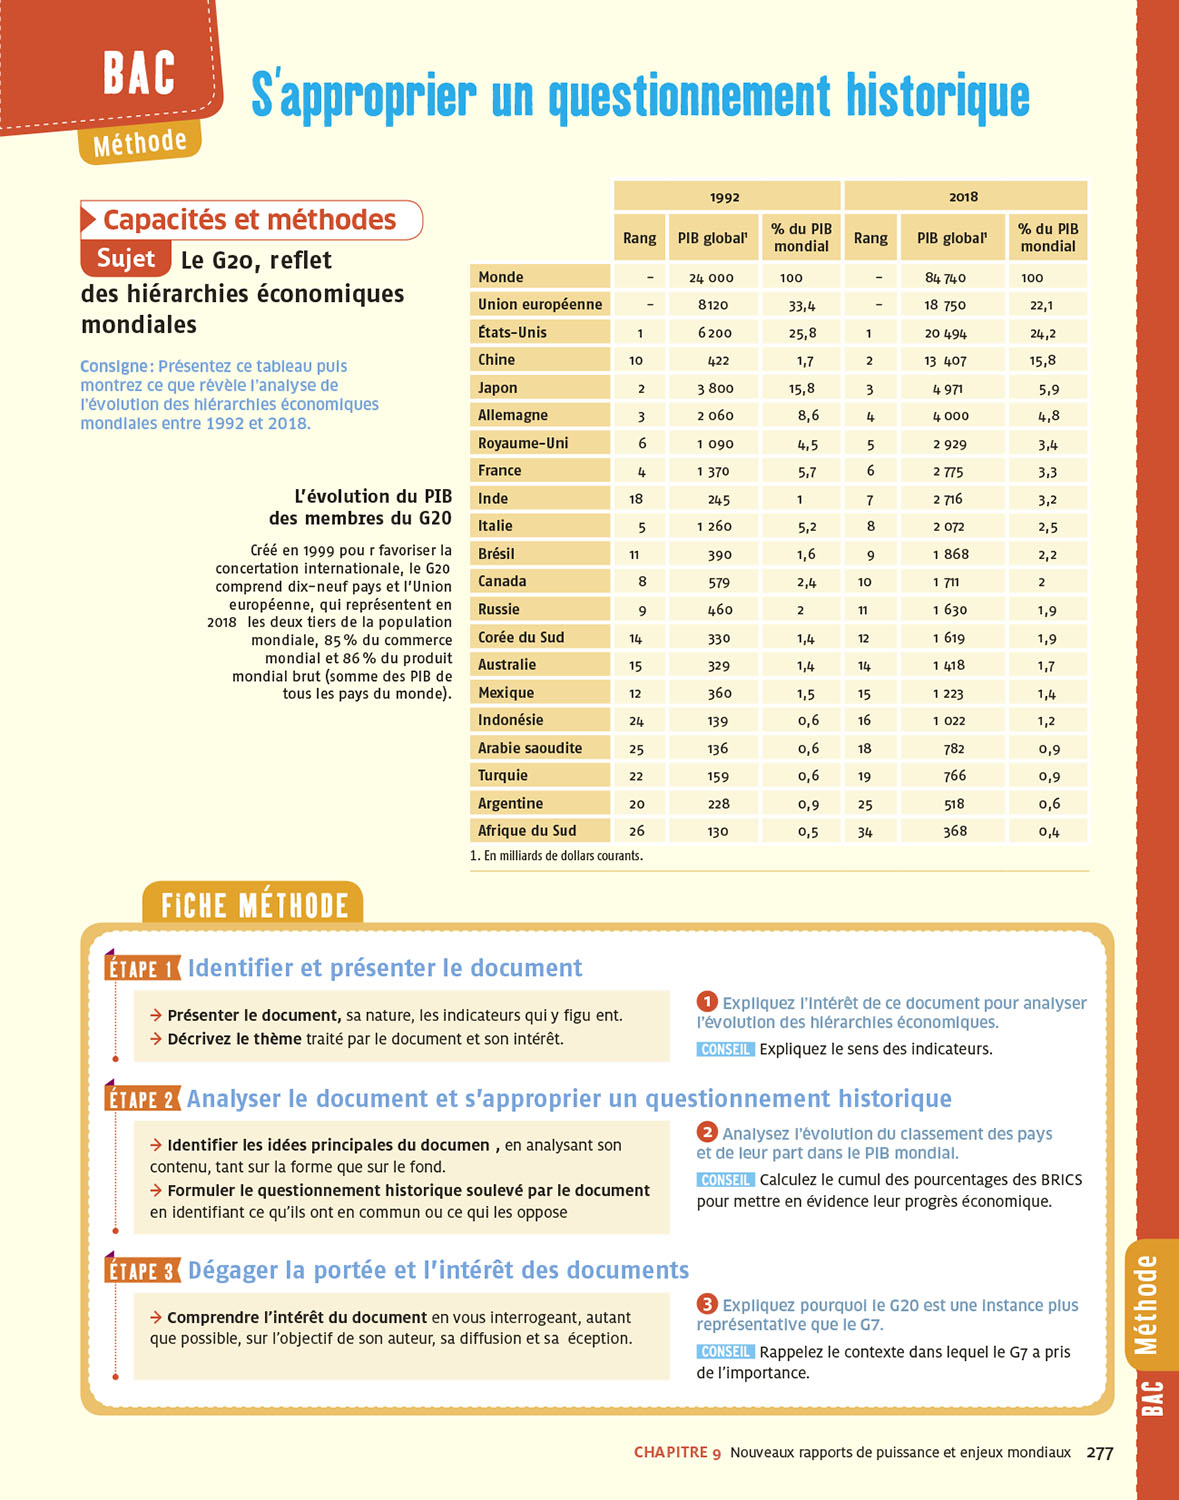 BAC
Méthode
S'approprier un questionnement historique
Capacités et méthodes
Sujet Le G20, reflet
des hiérarchies économiques
mondiales
Consigne : Présentez ce tableau puis
montrez ce que révèle l'analyse de
l'évolution des hiérarchies économiques
mondiales entre 1992 et 2018.
L'évolution du PIB
des membres du G20
Créé en 1999 pou r favoriser la
concertation internationale, le G20
comprend dix-neuf pays et l'Union
européenne, qui représentent en
2018 les deux tiers de la population
mondiale, 85 % du commerce
mondial et 86 % du produit
mondial brut (somme des PIB de
tous les pays du monde).
1992 2018
Rang PIB global¹ % du PIB mondial Rang PIB global¹ % du PIB mondial
Monde – 24 000 100 – 84 740 100
Union européenne – 8120 33,4 – 18 750 22,1
États-Unis 1 6 200 25,8 1 20 494 24,2
Chine 10 422 1,7 2 13 407 15,8
Japon 2 3 800 15,8 3 4 971 5,9
Allemagne 3 2 060 8,6 4 4 000 4,8
Royaume-Uni 6 1 090 4,5 5 2 929 3,4
France 4 1 370 5,7 6 2 775 3,3
Inde 18 245 1 7 2 716 3,2
Italie 5 1 260 5,2 8 2 072 2,5
Brésil 11 390 1,6 9 1 868 2,2
Canada 8 579 2,4 10 1 711 2
Russie 9 460 2 11 1 630 1,9
Corée du Sud 14 330 1,4 12 1 619 1,9
Australie 15 329 1,4 14 1 418 1,7
Mexique 12 360 1,5 15 1 223 1,4
Indonésie 24 139 0,6 16 1 022 1,2
Arabie saoudite 25 136 0,6 18 782 0,9
Turquie 22 159 0,6 19 766 0,9
Argentine 20 228 0,9 25 518 0,6
Afrique du Sud 26 130 0,5 34 368 0,4
1. En milliards de dollars courants.
FICHE MÉTHODE
ÉTAPE 1 Identifier et présenter le document
→ Présenter le document, sa nature, les indicateurs qui y figu ent.
→ Décrivez le thème traité par le document et son intérêt.
1 Expliquez l'intérêt de ce document pour analyser
l'évolution des hiérarchies économiques.
CONSEIL Expliquez le sens des indicateurs.
ÉTAPE 2 Analyser le document et s'approprier un questionnement historique
→ Identifier les idées principales du documen , en analysant son
contenu, tant sur la forme que sur le fond.
→ Formuler le questionnement historique soulevé par le document
en identifiant ce qu'ils ont en commun ou ce qui les oppose
2 Analysez l'évolution du classement des pays
et de leur part dans le PIB mondial.
CONSEIL Calculez le cumul des pourcentages des BRICS
pour mettre en évidence leur progrès économique.
ÉTAPE 3 Dégager la portée et l'intérêt des documents
→ Comprendre l'intérêt du document en vous interrogeant, autant
que possible, sur l'objectif de son auteur, sa diffusion et sa éception.
3 Expliquez pourquoi le G20 est une instance plus
représentative que le G7.
CONSEIL Rappelez le contexte dans lequel le G7 a pris
de l'importance.
Méthode
BAC
CHAPITRE 9 Nouveaux rapports de puissance et enjeux mondiaux 277